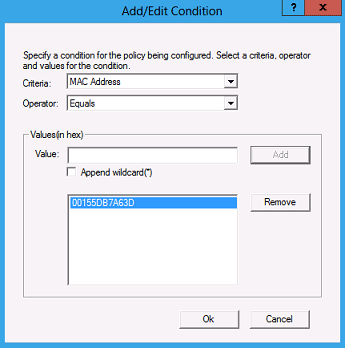 Add/Edit Condition
? x
Specify a condition for the policy being configured. Select a criteria, operator
and values for the condition.
Criteria: MAC Address
Operator: Equals
Values(in hex)
Value: Add
Append wildcard(*)
00155DB7A63D Remove
Ok Cancel